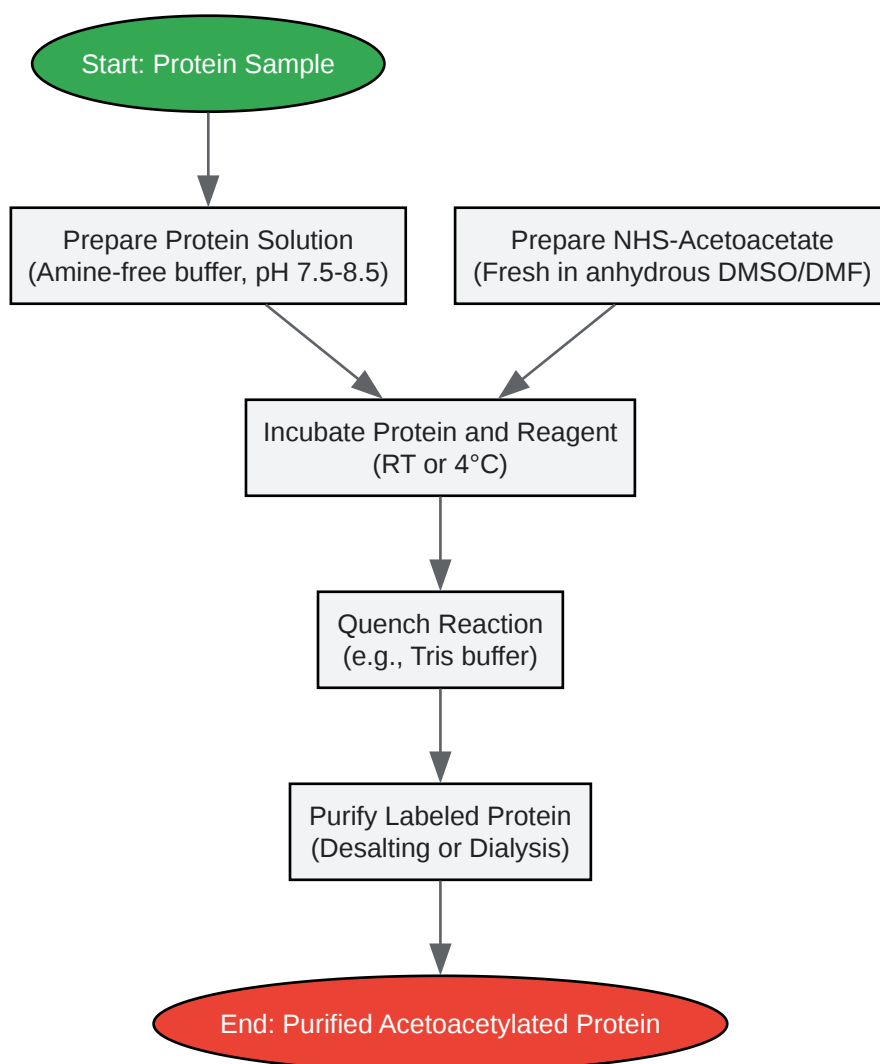 Start: Protein Sample
Prepare Protein Solution
(Amine-free buffer, pH 7.5-8.5)
Prepare NHS-Acetoacetate
(Fresh in anhydrous DMSO/DMF)
Incubate Protein and Reagent
(RT or 4°C)
Quench Reaction
(e.g., Tris buffer)
Purify Labeled Protein
(Desalting or Dialysis)
End: Purified Acetoacetylated Protein